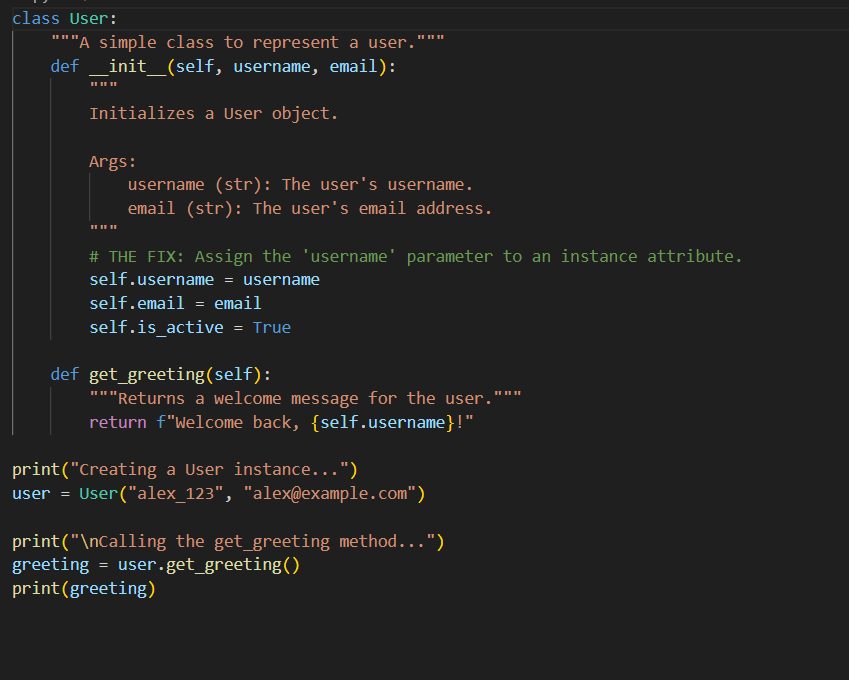 class User:
    """A simple class to represent a user."""
    def __init__(self, username, email):
        """
        Initializes a User object.

        Args:
            username (str): The user's username.
            email (str): The user's email address.
        """
        # THE FIX: Assign the 'username' parameter to an instance attribute.
        self.username = username
        self.email = email
        self.is_active = True

    def get_greeting(self):
        """Returns a welcome message for the user."""
        return f"Welcome back, {self.username}!"

print("Creating a User instance...")
user = User("alex_123", "alex@example.com")

print("\nCalling the get_greeting method...")
greeting = user.get_greeting()
print(greeting)